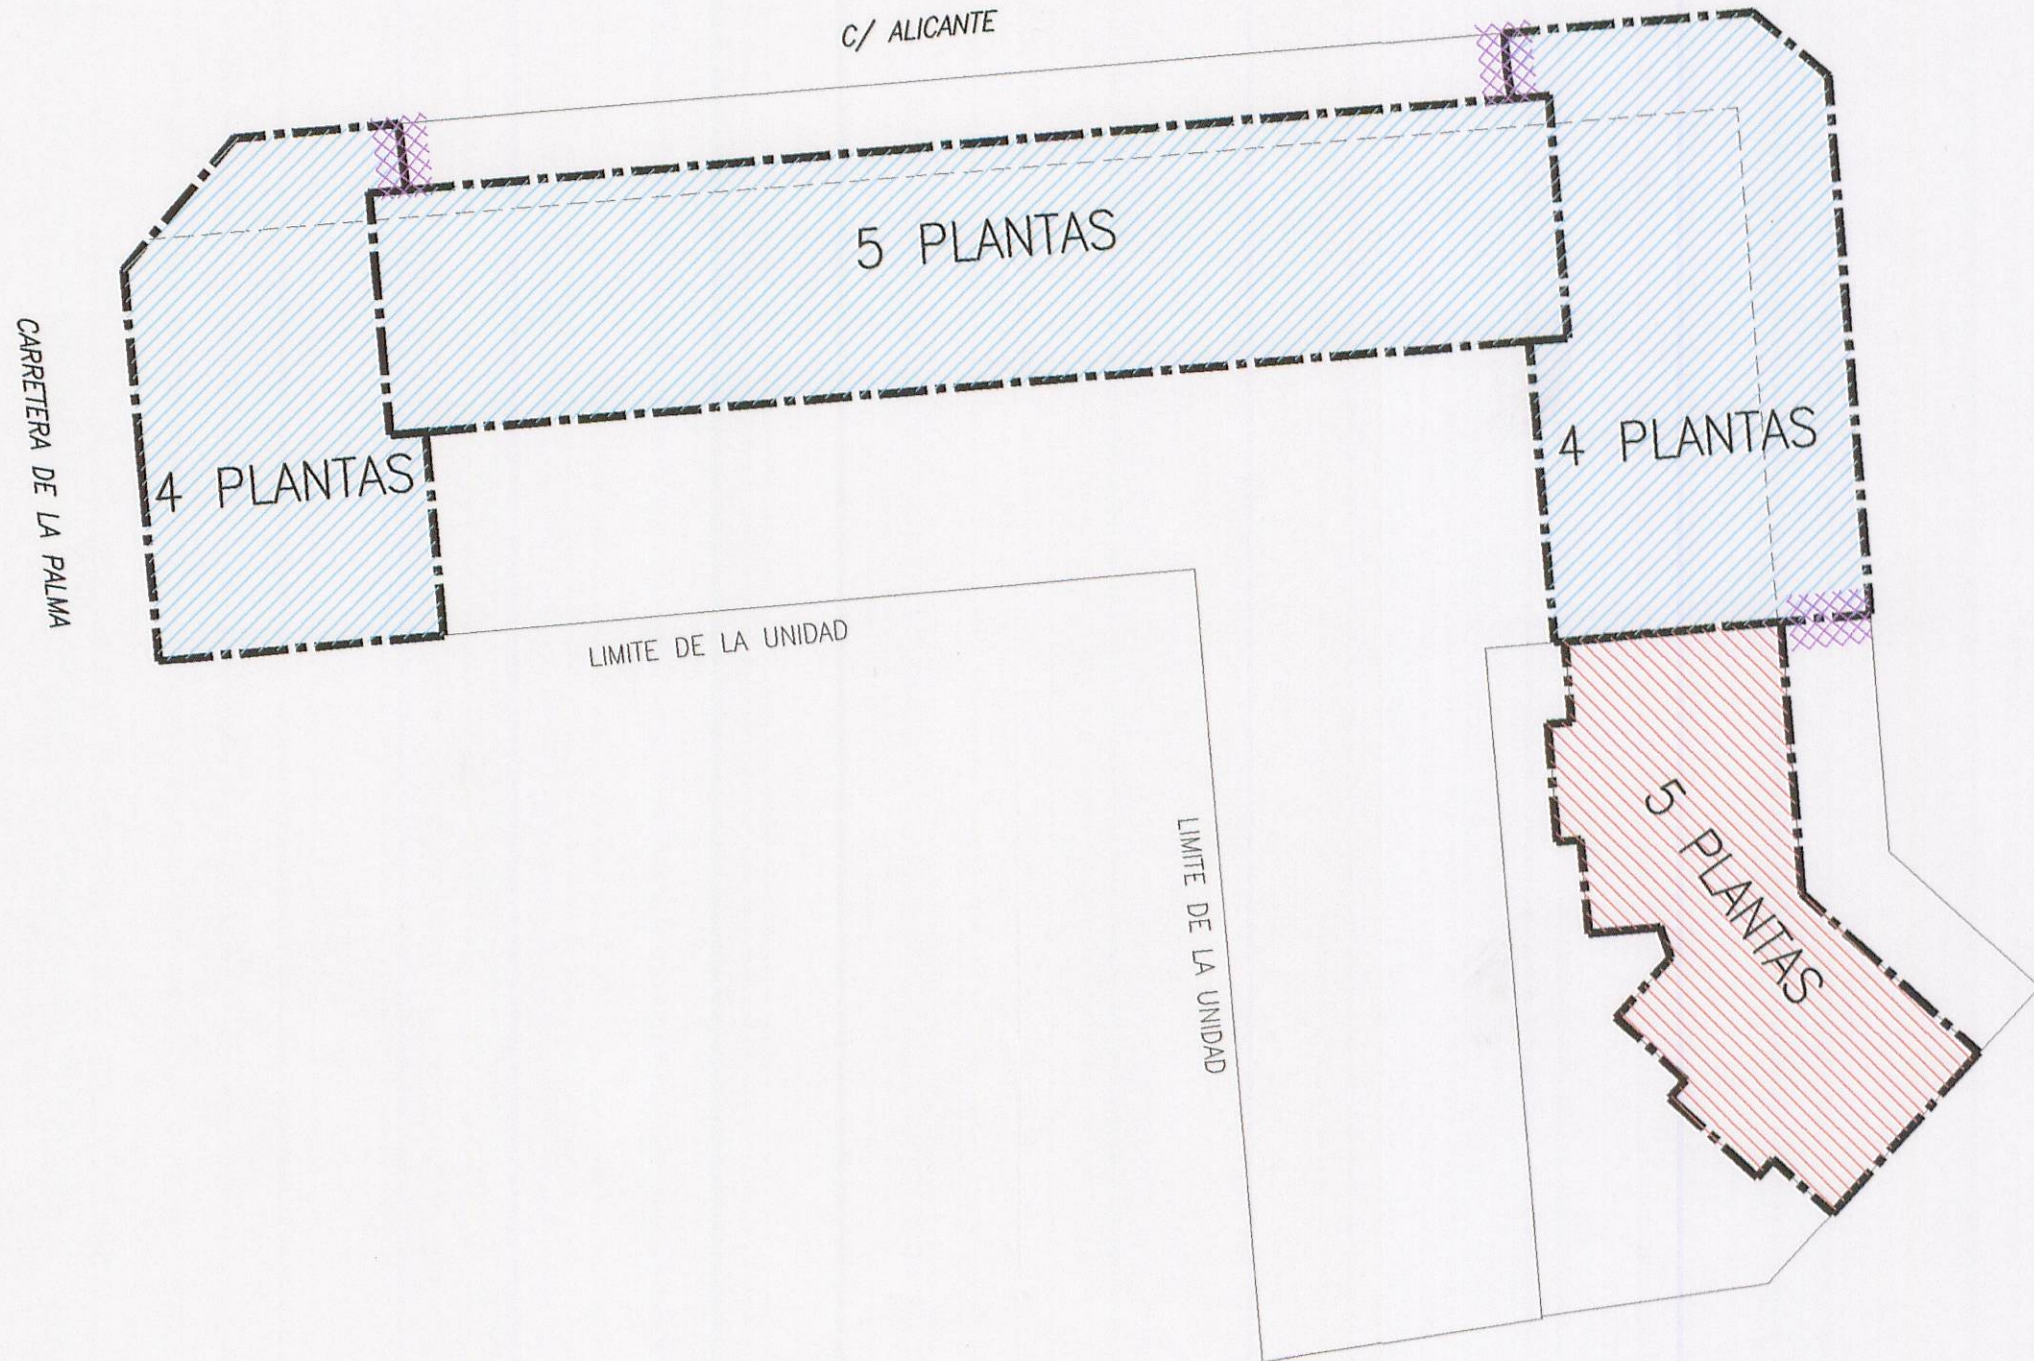 C/ ALICANTE
5 PLANTAS
CARRETERA DE LA PALMA
4 PLANTAS
4 PLANTAS
LIMITE DE LA UNIDAD
5 PLANTAS
LIMITE DE LA UNIDAD